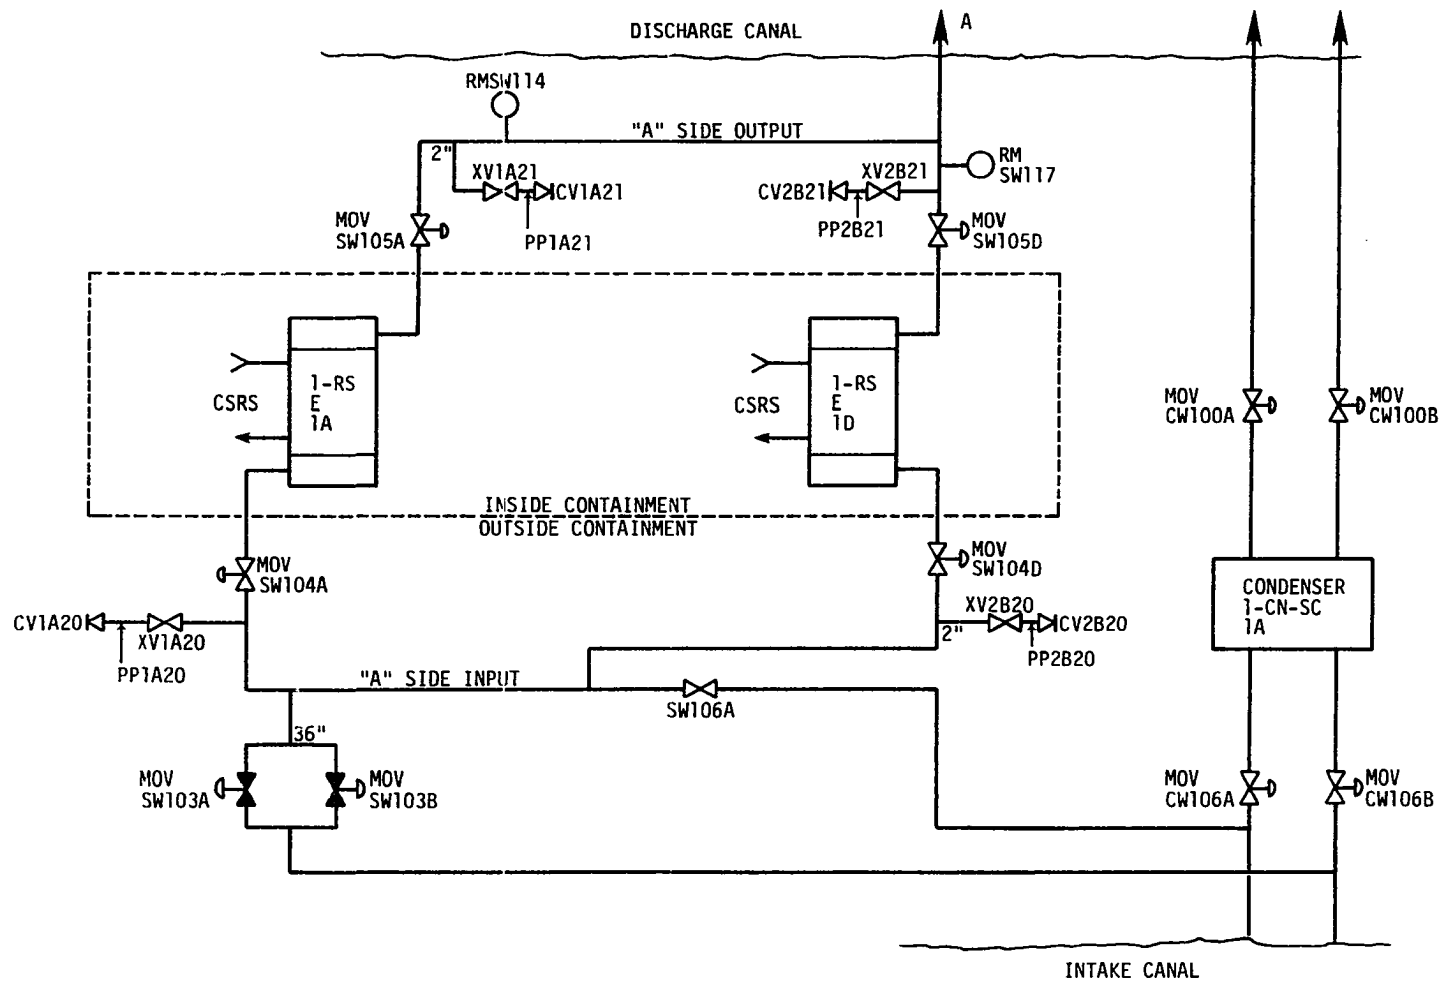 DISCHARGE CANAL
A
RMSW114
"A" SIDE OUTPUT
2"
XV1A21
CV1A21
PP1A21
MOV
SW105A
RM
SW117
XV2B21
CV2B21
PP2B21
MOV
SW105D
1-RS
E
1A
CSRS
1-RS
E
1D
CSRS
MOV
CW100A
MOV
CW100B
INSIDE CONTAINMENT
OUTSIDE CONTAINMENT
MOV
SW104A
MOV
SW104D
CONDENSER
1-CN-SC
1A
CV1A20
XV1A20
PP1A20
XV2B20
2"
CV2B20
PP2B20
"A" SIDE INPUT
SW106A
36"
MOV
SW103A
MOV
SW103B
MOV
CW106A
MOV
CW106B
INTAKE CANAL